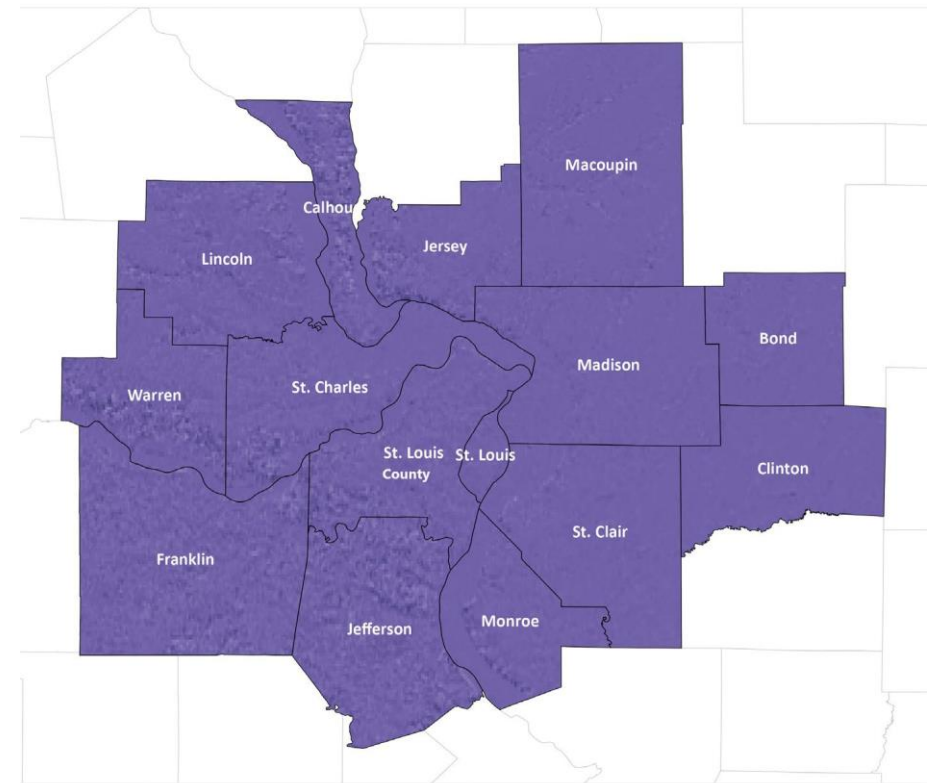 Macoupin
Calhou
Jersey
Lincoln
Bond
Madison
St. Charles
Warren
St. Louis
County
St. Louis
Clinton
St. Clair
Franklin
Monroe
Jefferson